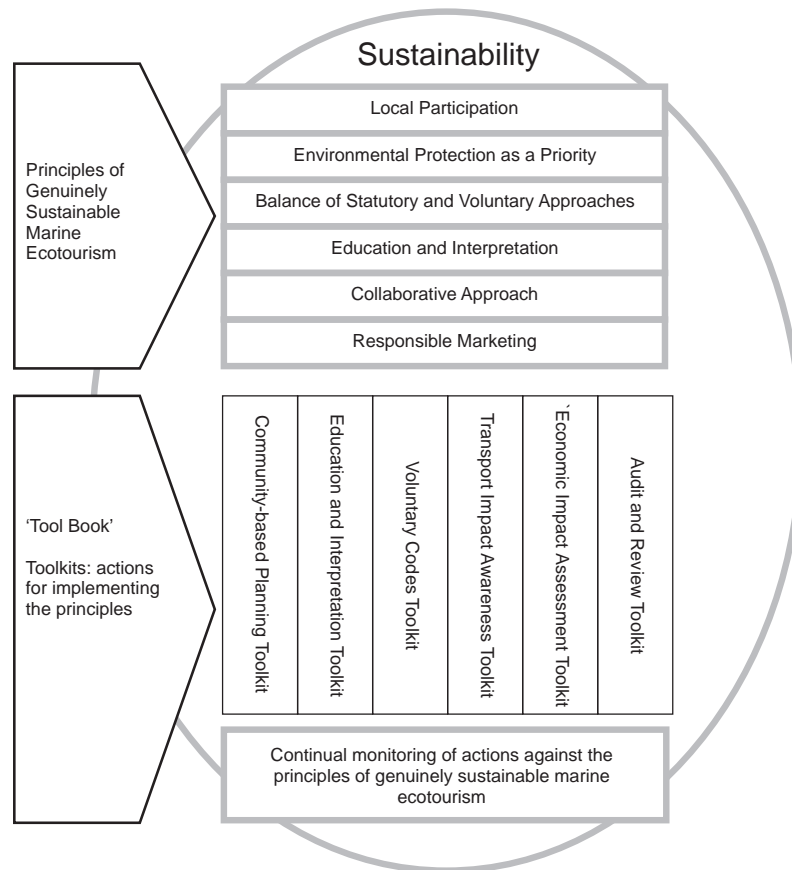 Sustainability
Principles of
Genuinely
Sustainable
Marine
Ecotourism
Local Participation
Environmental Protection as a Priority
Balance of Statutory and Voluntary Approaches
Education and Interpretation
Collaborative Approach
Responsible Marketing
‘Tool Book’
Toolkits: actions
for implementing
the principles
Community-based Planning Toolkit
Education and Interpretation Toolkit
Voluntary Codes Toolkit
Transport Impact Awareness Toolkit
`Economic Impact Assessment Toolkit
Audit and Review Toolkit
Continual monitoring of actions against the
principles of genuinely sustainable marine
ecotourism